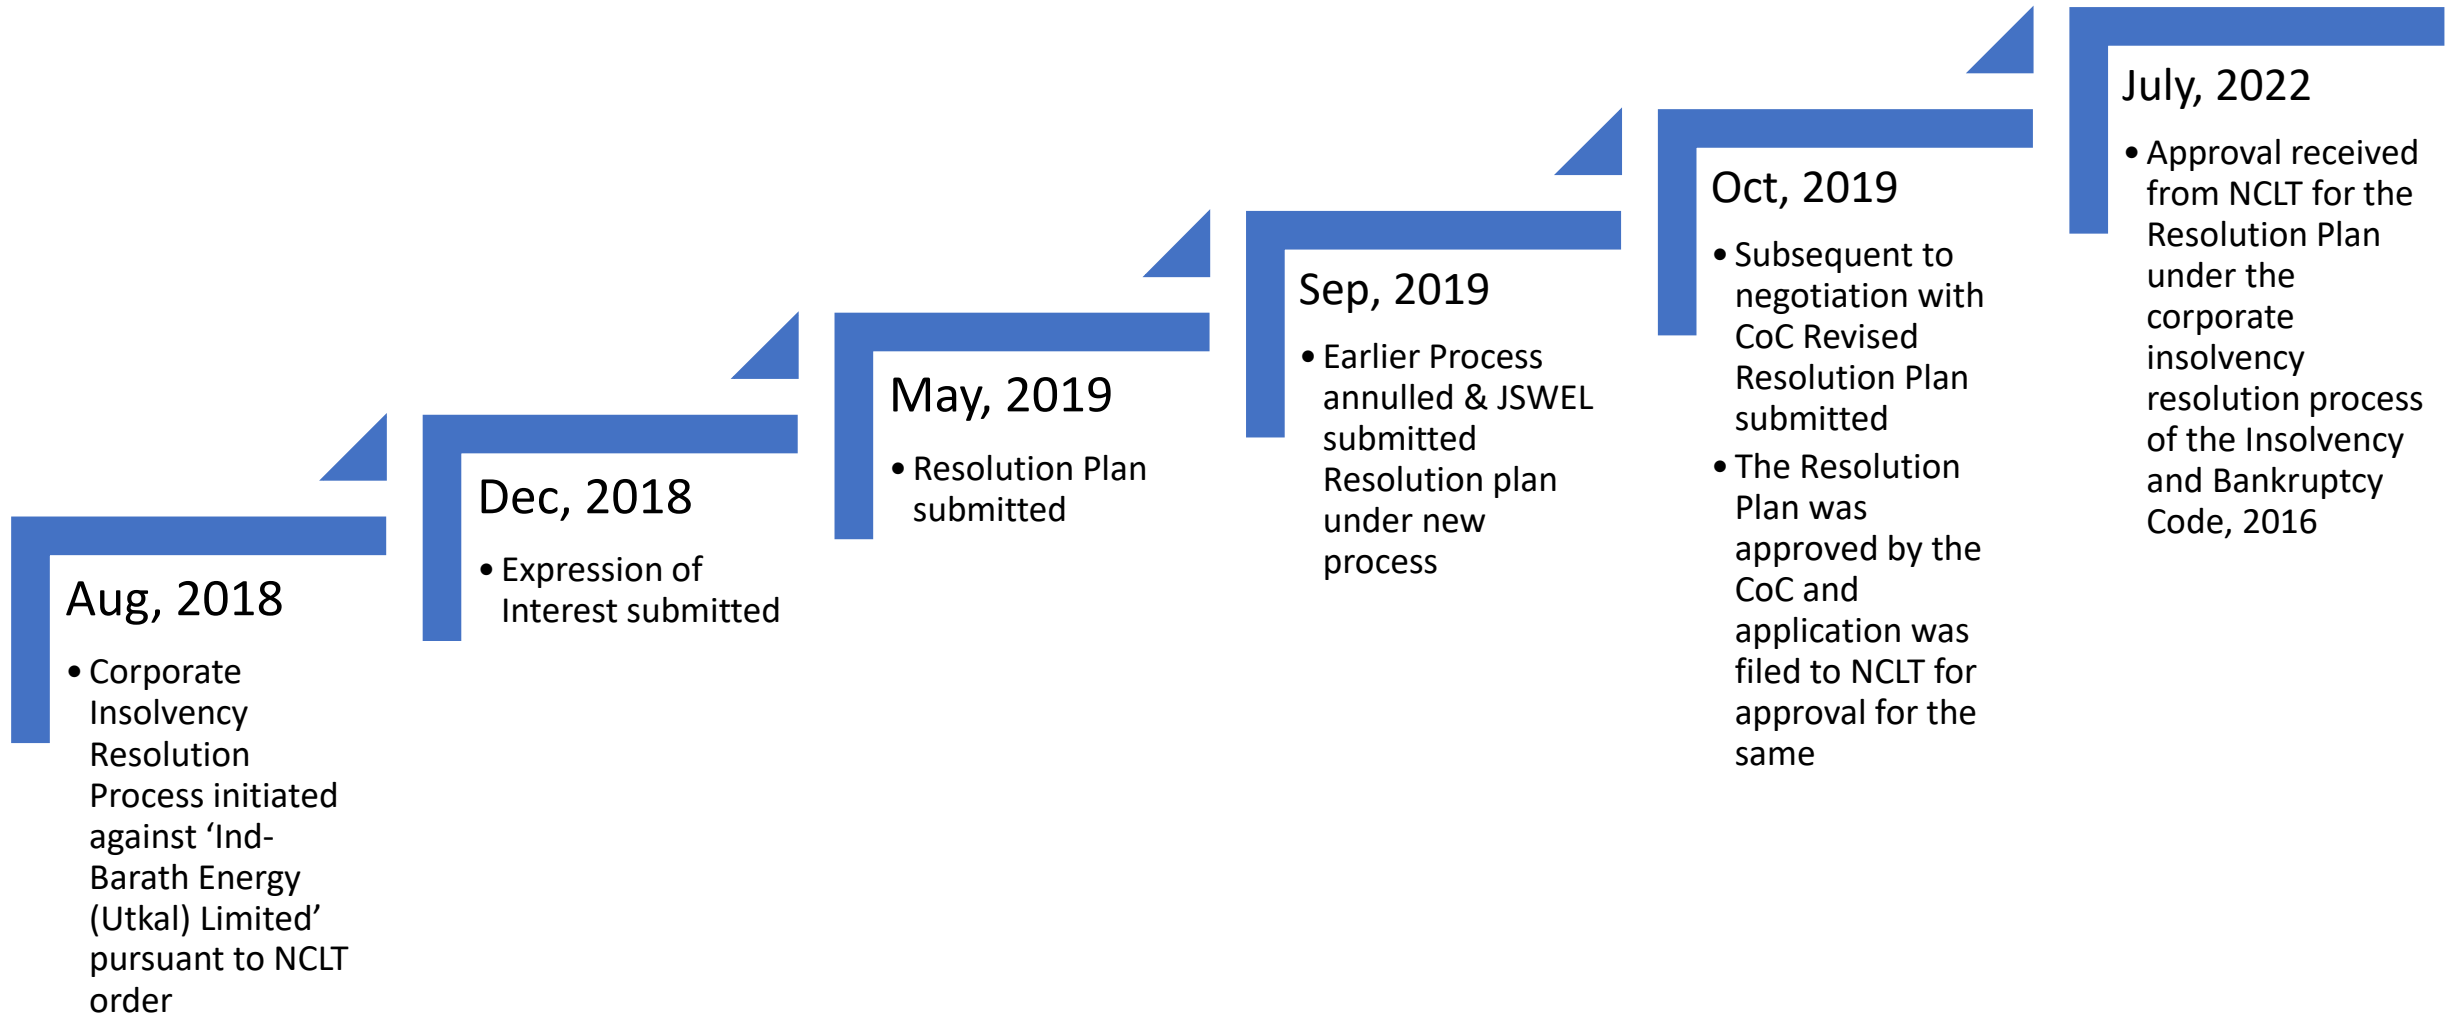 Aug, 2018
• Corporate
Insolvency
Resolution
Process initiated
against ‘Ind-
Barath Energy
(Utkal) Limited’
pursuant to NCLT
order
Dec, 2018
• Expression of
Interest submitted
May, 2019
• Resolution Plan
submitted
Sep, 2019
• Earlier Process
annulled & JSWEL
submitted
Resolution plan
under new
process
Oct, 2019
• Subsequent to
negotiation with
CoC Revised
Resolution Plan
submitted
• The Resolution
Plan was
approved by the
CoC and
application was
filed to NCLT for
approval for the
same
July, 2022
• Approval received
from NCLT for the
Resolution Plan
under the
corporate
insolvency
resolution process
of the Insolvency
and Bankruptcy
Code, 2016